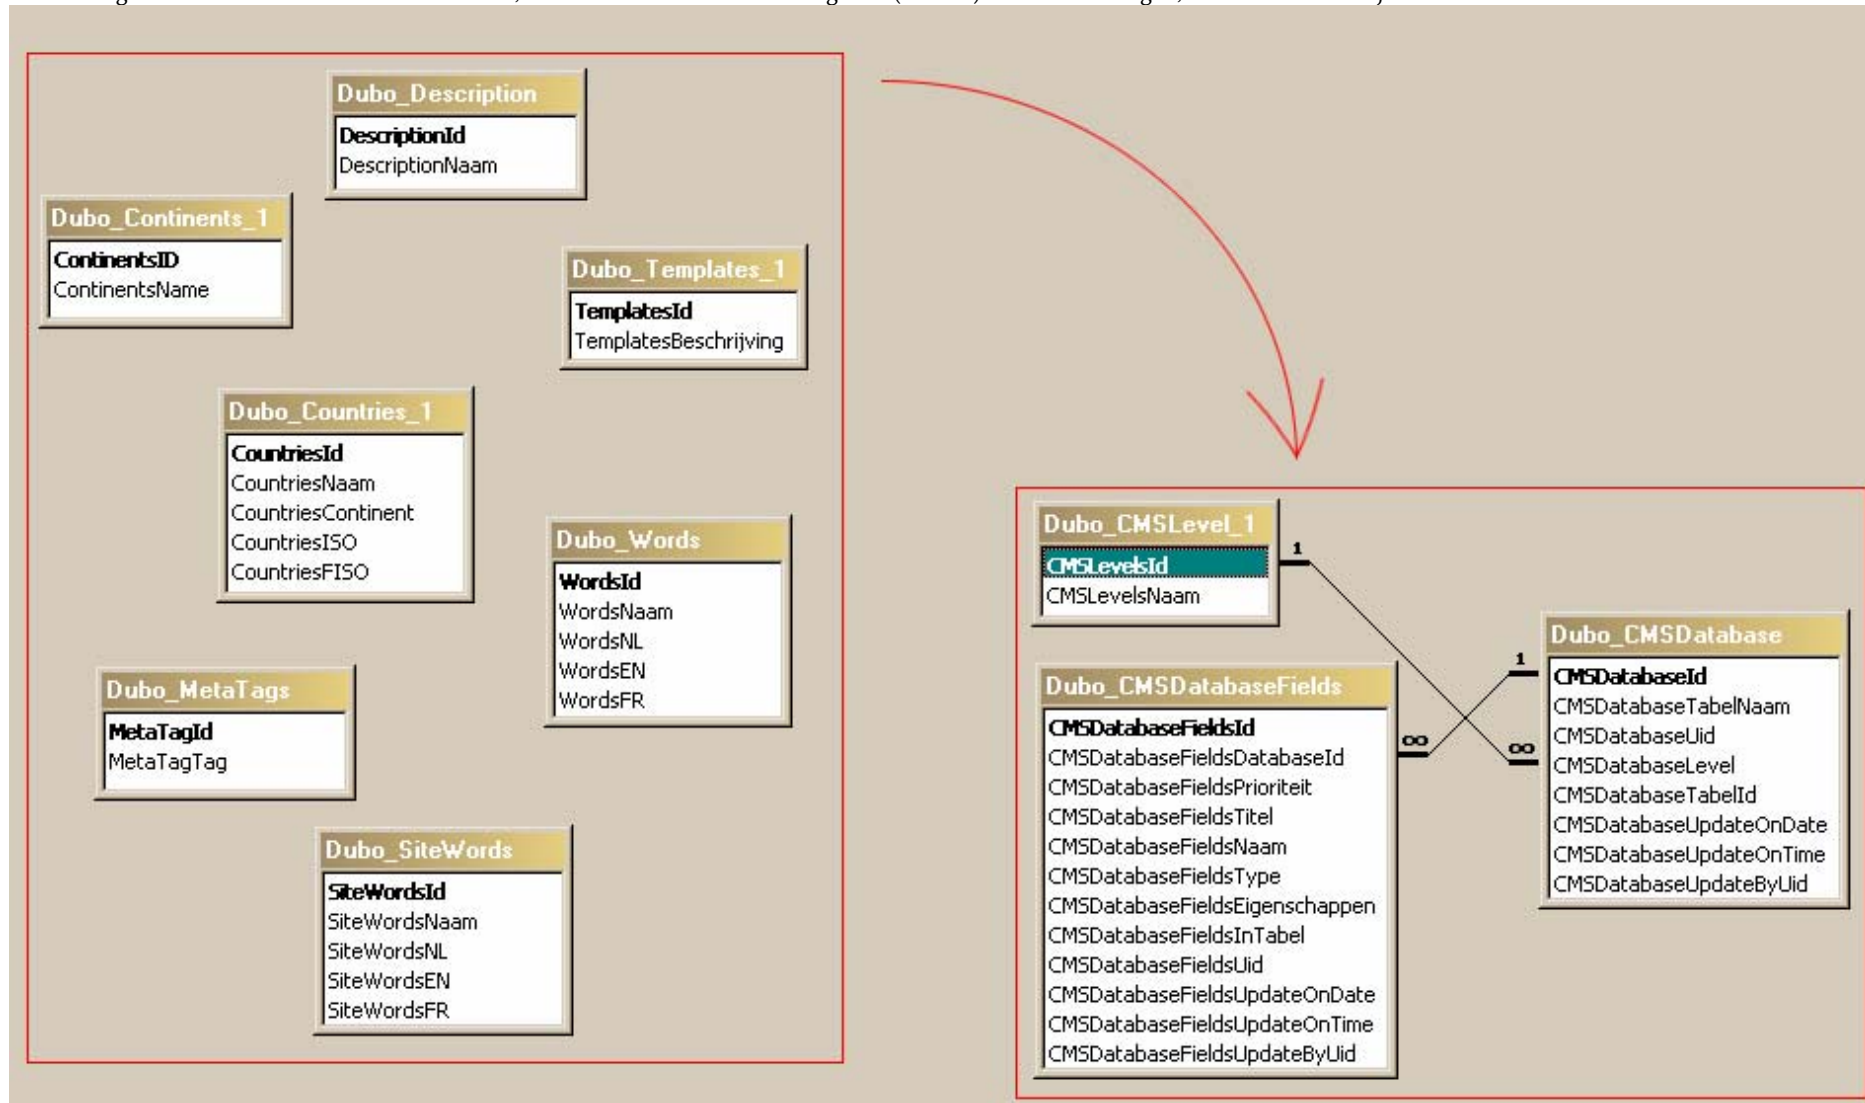 Dubo_Description
DescriptionId
DescriptionNaam
Dubo_Continents_1
ContinentsID
ContinentsName
Dubo_Templates_1
TemplatesId
TemplatesBeschrijving
Dubo_Countries_1
CountriesId
CountriesNaam
CountriesContinent
CountriesISO
CountriesFISO
Dubo_Words
WordsId
WordsNaam
WordsNL
WordsEN
WordsFR
Dubo_MetaTags
MetaTagId
MetaTagTag
Dubo_SiteWords
SiteWordsId
SiteWordsNaam
SiteWordsNL
SiteWordsEN
SiteWordsFR
Dubo_CMSLevel_1
CMSLevelsId
CMSLevelsNaam
1
Dubo_CMSDatabaseFields
CMSDatabaseFieldsId
CMSDatabaseFieldsDatabaseId
CMSDatabaseFieldsPrioriteit
CMSDatabaseFieldsTitel
CMSDatabaseFieldsNaam
CMSDatabaseFieldsType
CMSDatabaseFieldsEigenschappen
CMSDatabaseFieldsInTabel
CMSDatabaseFieldsUid
CMSDatabaseFieldsUpdateOnDate
CMSDatabaseFieldsUpdateOnTime
CMSDatabaseFieldsUpdateByUid
∞
1
∞
Dubo_CMSDatabase
CMSDatabaseId
CMSDatabaseTabelNaam
CMSDatabaseUid
CMSDatabaseLevel
CMSDatabaseTabelId
CMSDatabaseUpdateOnDate
CMSDatabaseUpdateOnTime
CMSDatabaseUpdateByUid